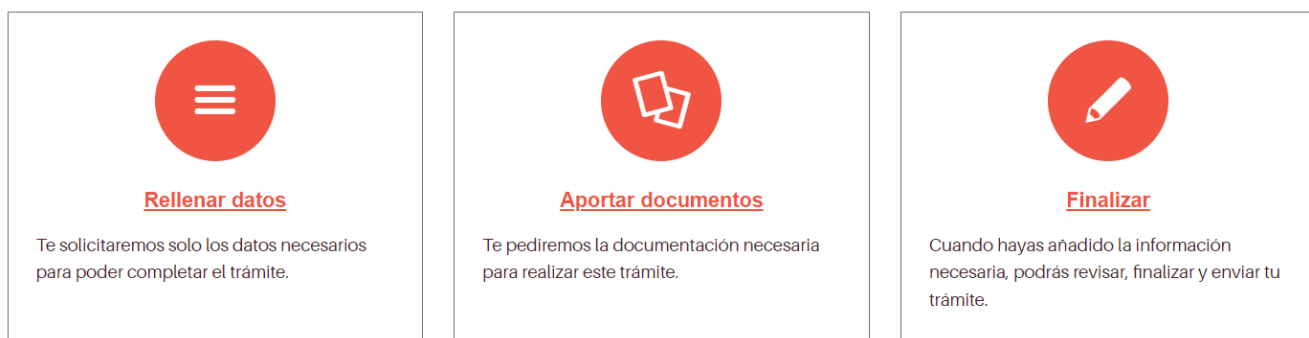 Rellenar datos
Te solicitaremos solo los datos necesarios
para poder completar el trámite.
Aportar documentos
Te pediremos la documentación necesaria
para realizar este trámite.
Finalizar
Cuando hayas añadido la información
necesaria, podrás revisar, finalizar y enviar tu
trámite.